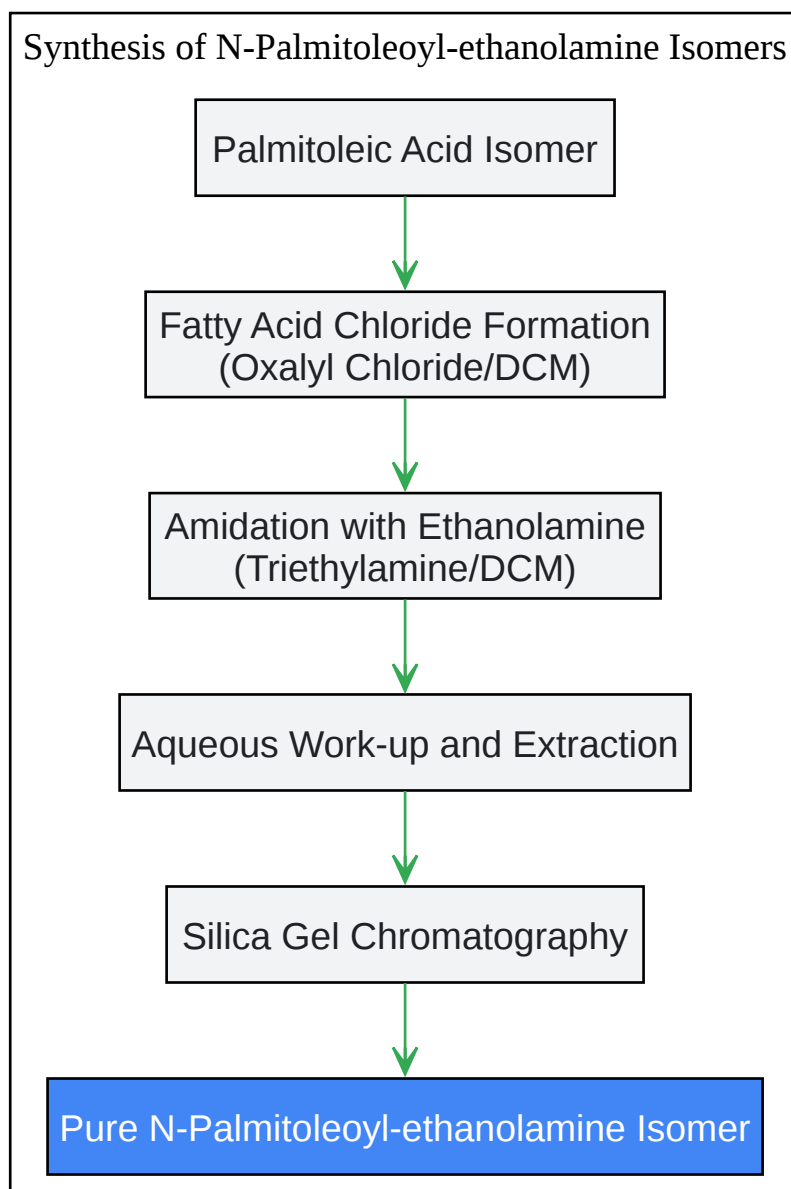 Synthesis of N-Palmitoleoyl-ethanolamine Isomers
Palmitoleic Acid Isomer
Fatty Acid Chloride Formation
(Oxalyl Chloride/DCM)
Amidation with Ethanolamine
(Triethylamine/DCM)
Aqueous Work-up and Extraction
Silica Gel Chromatography
Pure N-Palmitoleoyl-ethanolamine Isomer